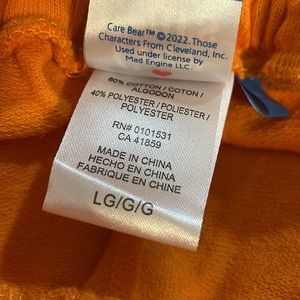 Care Bear™ ©2022. Those
Characters From Cleveland, Inc.
Used under license by
Mad Engine LLC.
60% COTTON / COTON /
ALGODON
40% POLYESTER / POLIESTER /
POLYESTER
RN# 0101531
CA 41859
MADE IN CHINA
HECHO EN CHINA
FABRIQUE EN CHINE
LG/G/G